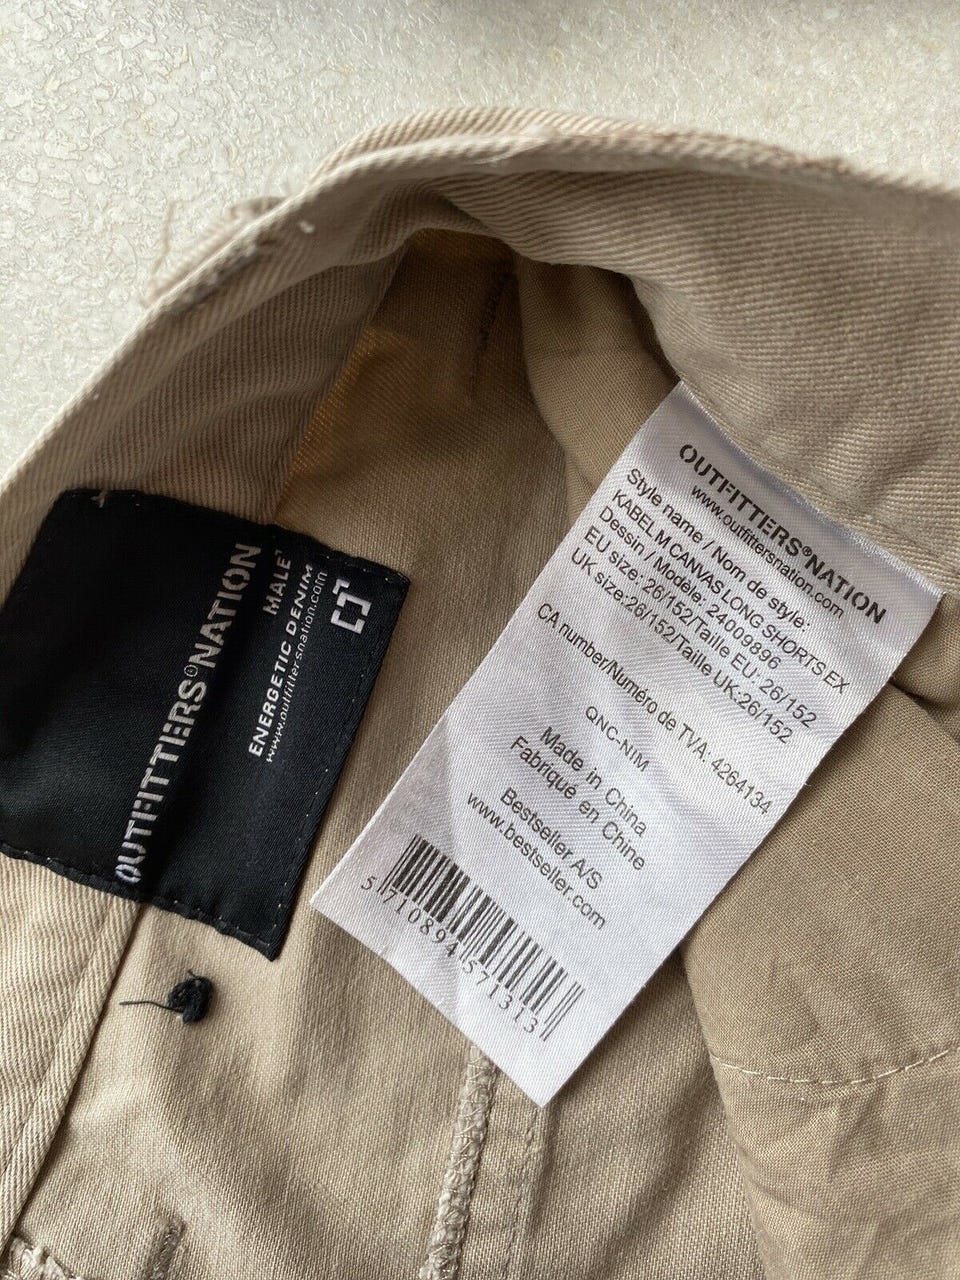 OUTFITTERS®NATION
MALE
ENERGETIC DENIM
www.outfittersnation.com
OUTFITTERS®NATION
www.outfittersnation.com
Style name / Nom de style:
KABEL M CANVAS LONG SHORTS EX
Dessin / Modèle: 24009896
EU size: 26/152/Taille EU: 26/152
UK size:26/152/Taille UK:26/152
CA number/Numéro de TVA. 4264134
QNC-NIM
Made in China
Fabriqué en Chine
Bestseller A/S
www.bestseller.com
5 710894 571313